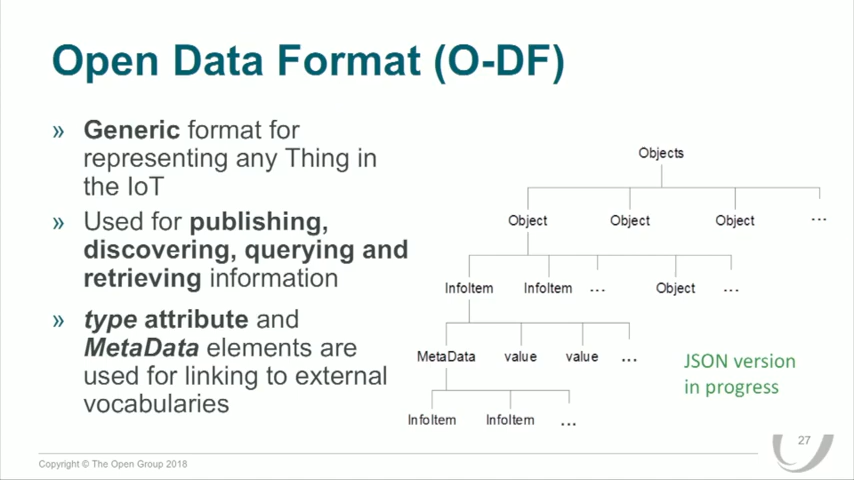 Open Data Format (O-DF)
» Generic format for
representing any Thing in
the IoT
» Used for publishing,
discovering, querying and
retrieving information
» type attribute and
MetaData elements are
used for linking to external
vocabularies
Objects
Object Object Object ...
InfoItem InfoItem ... Object ...
MetaData value value ...
InfoItem InfoItem ...
JSON version
in progress
Copyright © The Open Group 2018
27